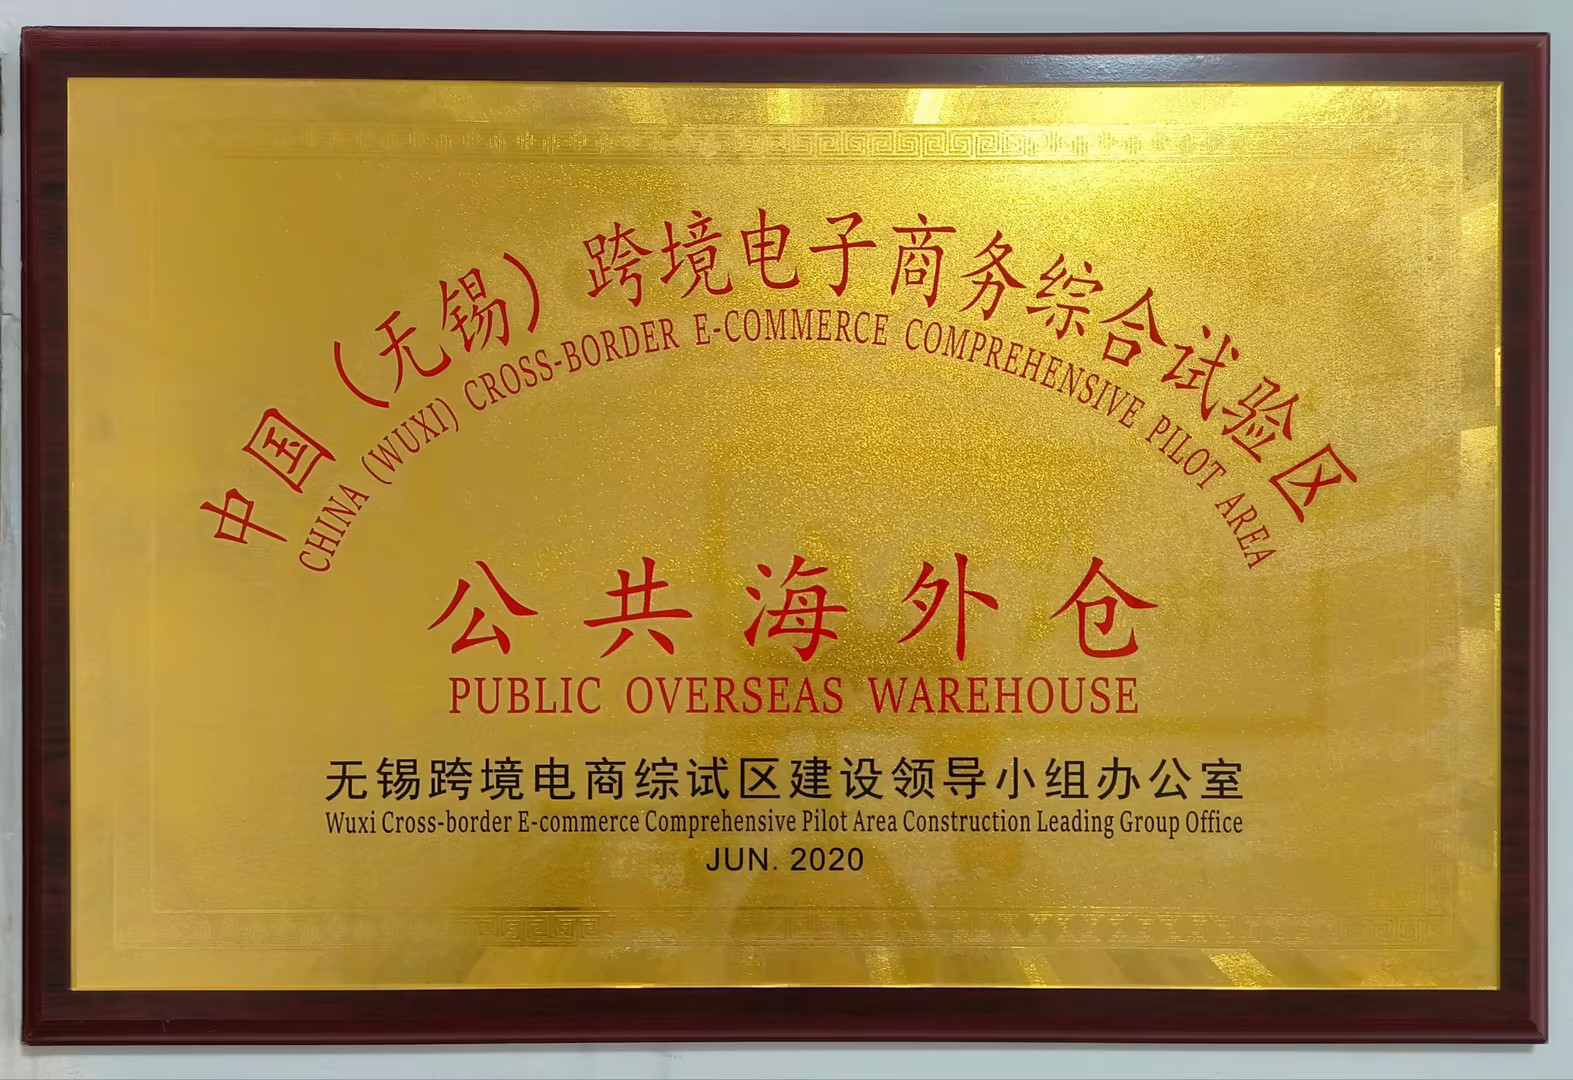 中国（无锡）跨境电子商务综合试验区
CHINA (WUXI) CROSS-BORDER E-COMMERCE COMPREHENSIVE PILOT AREA
公共海外仓
PUBLIC OVERSEAS WAREHOUSE
无锡跨境电商综试区建设领导小组办公室
Wuxi Cross-border E-commerce Comprehensive Pilot Area Construction Leading Group Office
JUN. 2020